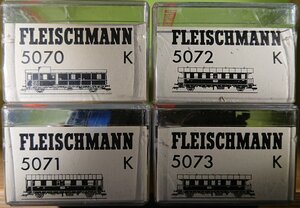 FLEISCHMANN
5070 K
FLEISCHMANN
5072 K
FLEISCHMANN
5071 K
FLEISCHMANN
5073 K